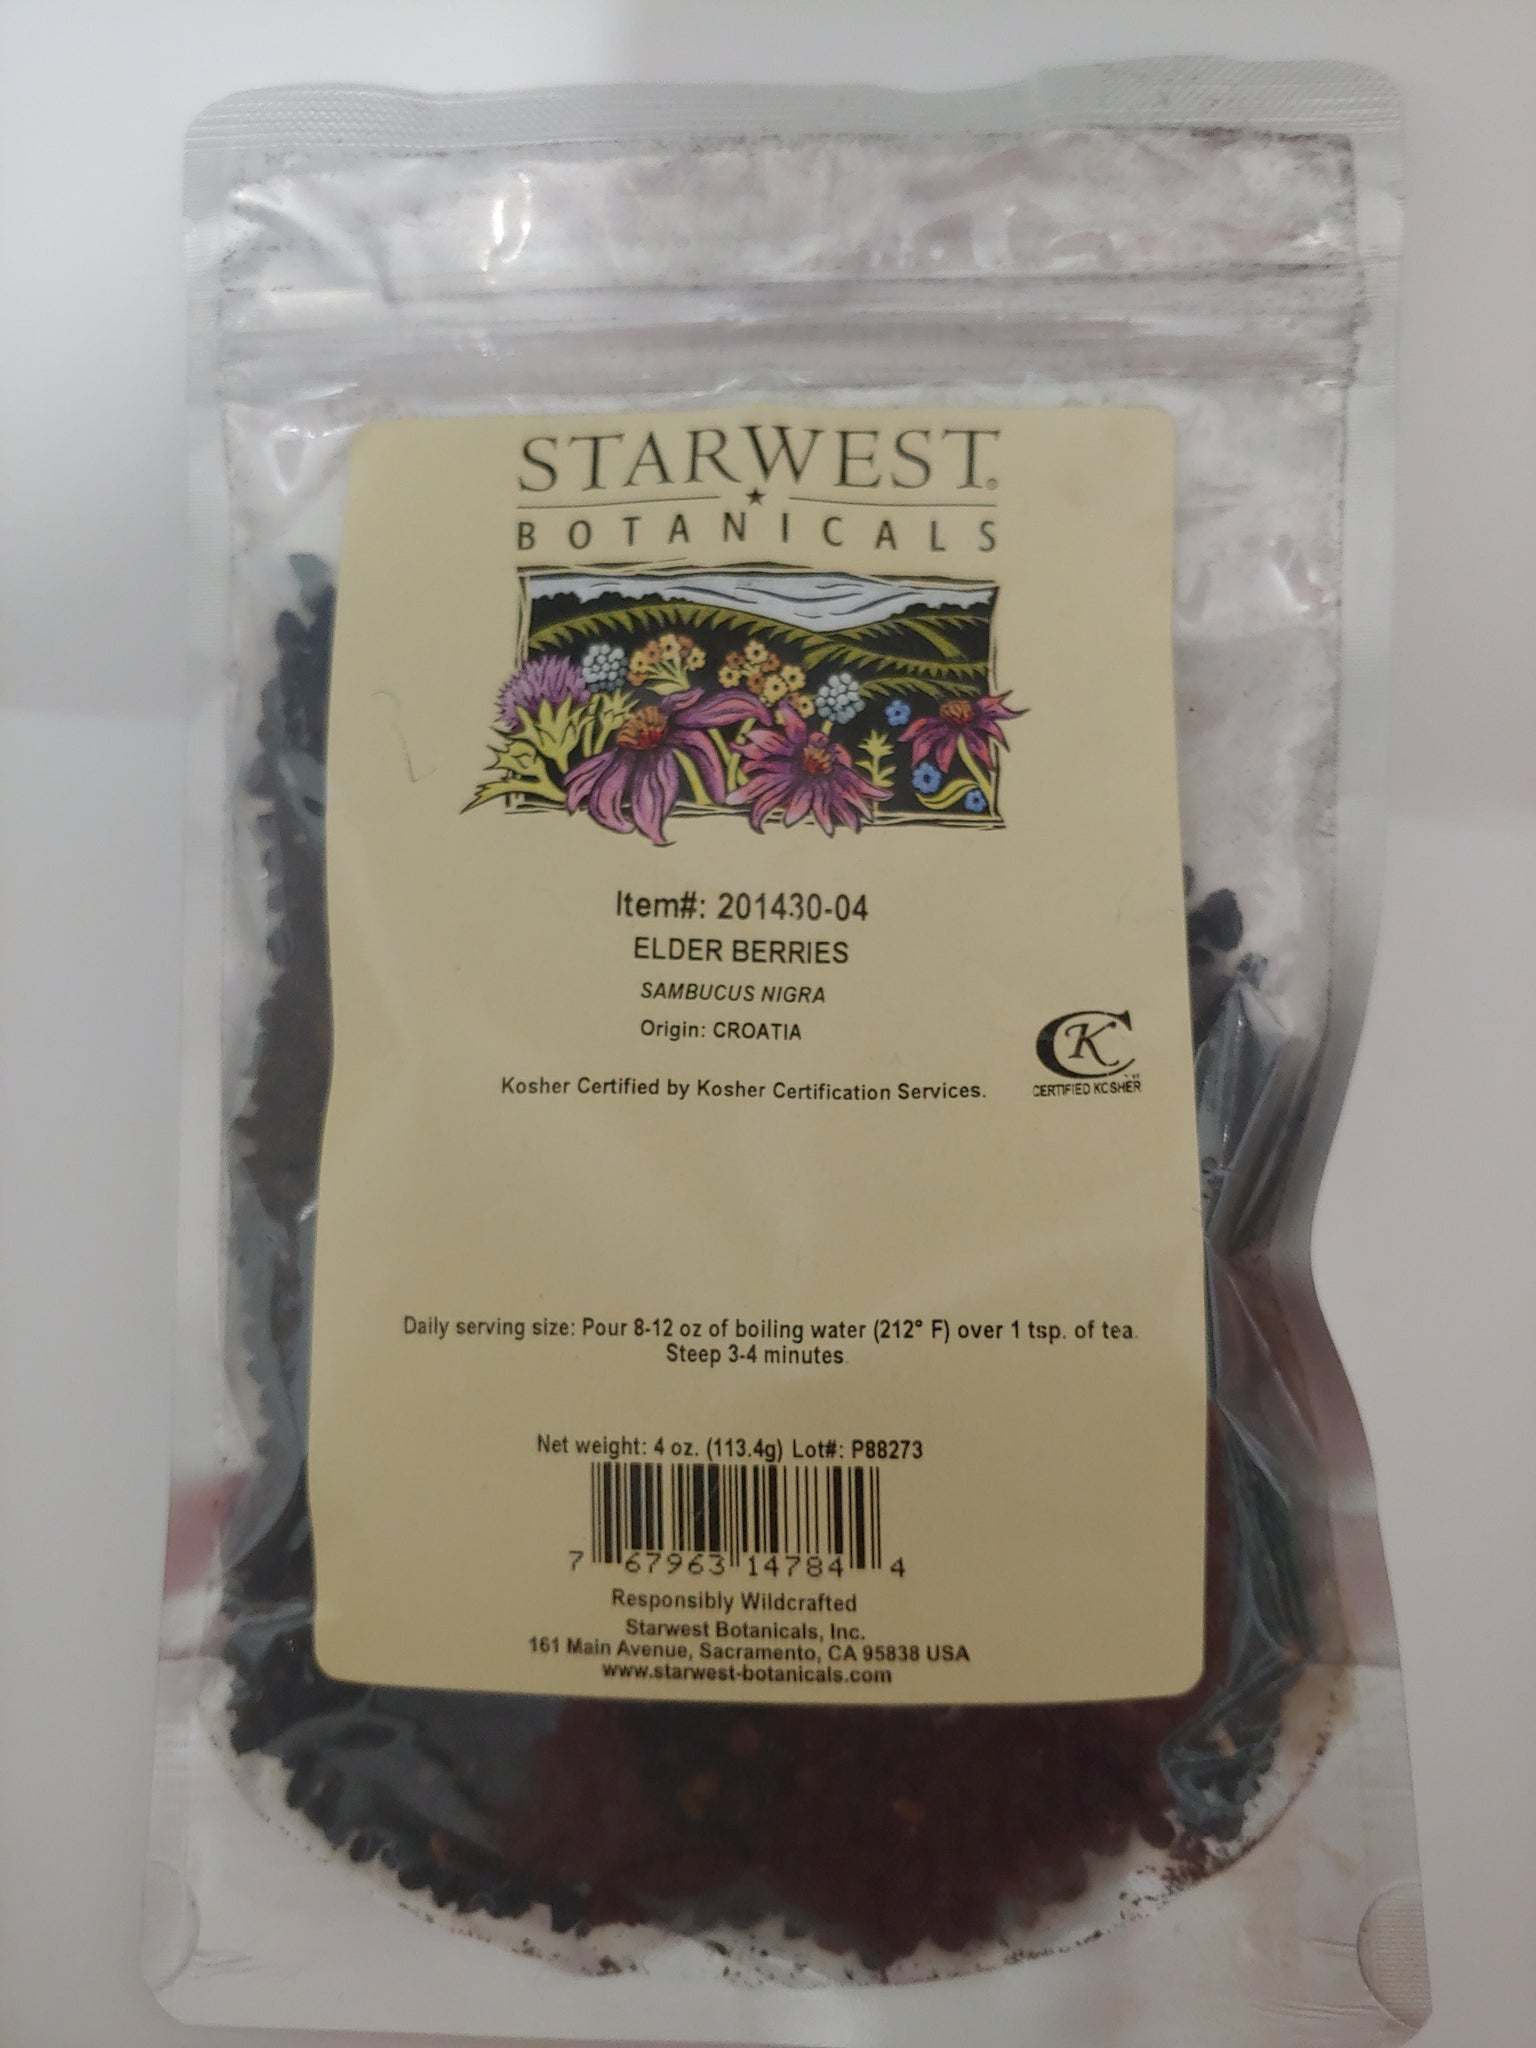 STARWEST®
BOTANICALS
Item#: 201430-04
ELDER BERRIES
SAMBUCUS NIGRA
Origin: CROATIA
CK
CERTIFIED KOSHER
Kosher Certified by Kosher Certification Services.
Daily serving size: Pour 8-12 oz of boiling water (212° F) over 1 tsp. of tea.
Steep 3-4 minutes.
Net weight: 4 oz. (113.4g) Lot#: P88273
7 67963 14784 4
Responsibly Wildcrafted
Starwest Botanicals, Inc.
161 Main Avenue, Sacramento, CA 95838 USA
www.starwest-botanicals.com